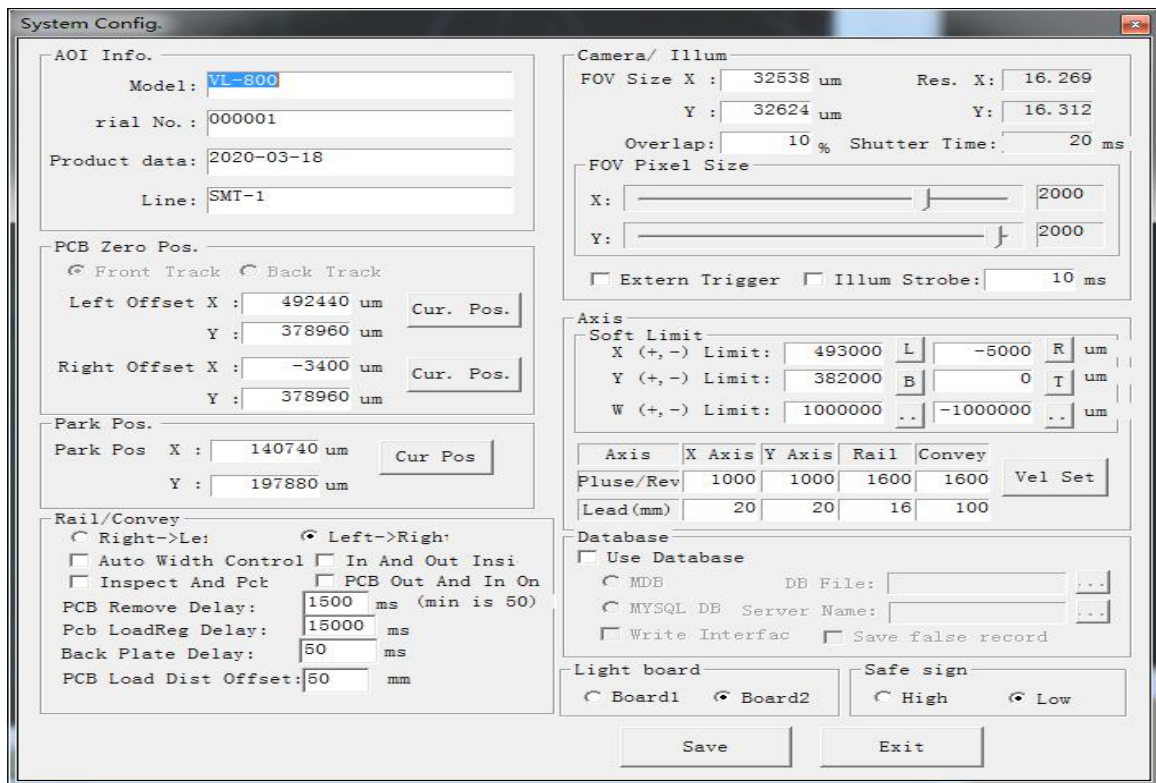 System Config.
AOI Info.
Model: VL-800
rial No.: 000001
Product data: 2020-03-18
Line: SMT-1
PCB Zero Pos.
Front Track Back Track
Left Offset X : 492440 um Cur. Pos.
Y : 378960 um
Right Offset X : -3400 um Cur. Pos.
Y : 378960 um
Park Pos.
Park Pos X : 140740 um Cur Pos
Y : 197880 um
Rail/Convey
Right->Le Left->Righ
Auto Width Control In And Out Insi
Inspect And Pcb PCB Out And In On
PCB Remove Delay: 1500 ms (min is 50)
Pcb LoadReg Delay: 15000 ms
Back Plate Delay: 50 ms
PCB Load Dist Offset: 50 mm
Camera/ Illum
FOV Size X : 32538 um Res. X: 16.269
Y : 32624 um Y: 16.312
Overlap: 10 % Shutter Time: 20 ms
FOV Pixel Size
X: 2000
Y: 2000
Extern Trigger Illum Strobe: 10 ms
Axis
Soft Limit
X (+,-) Limit: 493000 L -5000 R um
Y (+,-) Limit: 382000 B 0 T um
W (+,-) Limit: 1000000 .. -1000000 .. um
Axis X Axis Y Axis Rail Convey
Pluse/Rev 1000 1000 1600 1600 Vel Set
Lead(mm) 20 20 16 100
Database
Use Database
MDB DB File: ...
MYSQL DB Server Name: ...
Write Interfac Save false record
Light board
Board1 Board2
Safe sign
High Low
Save Exit